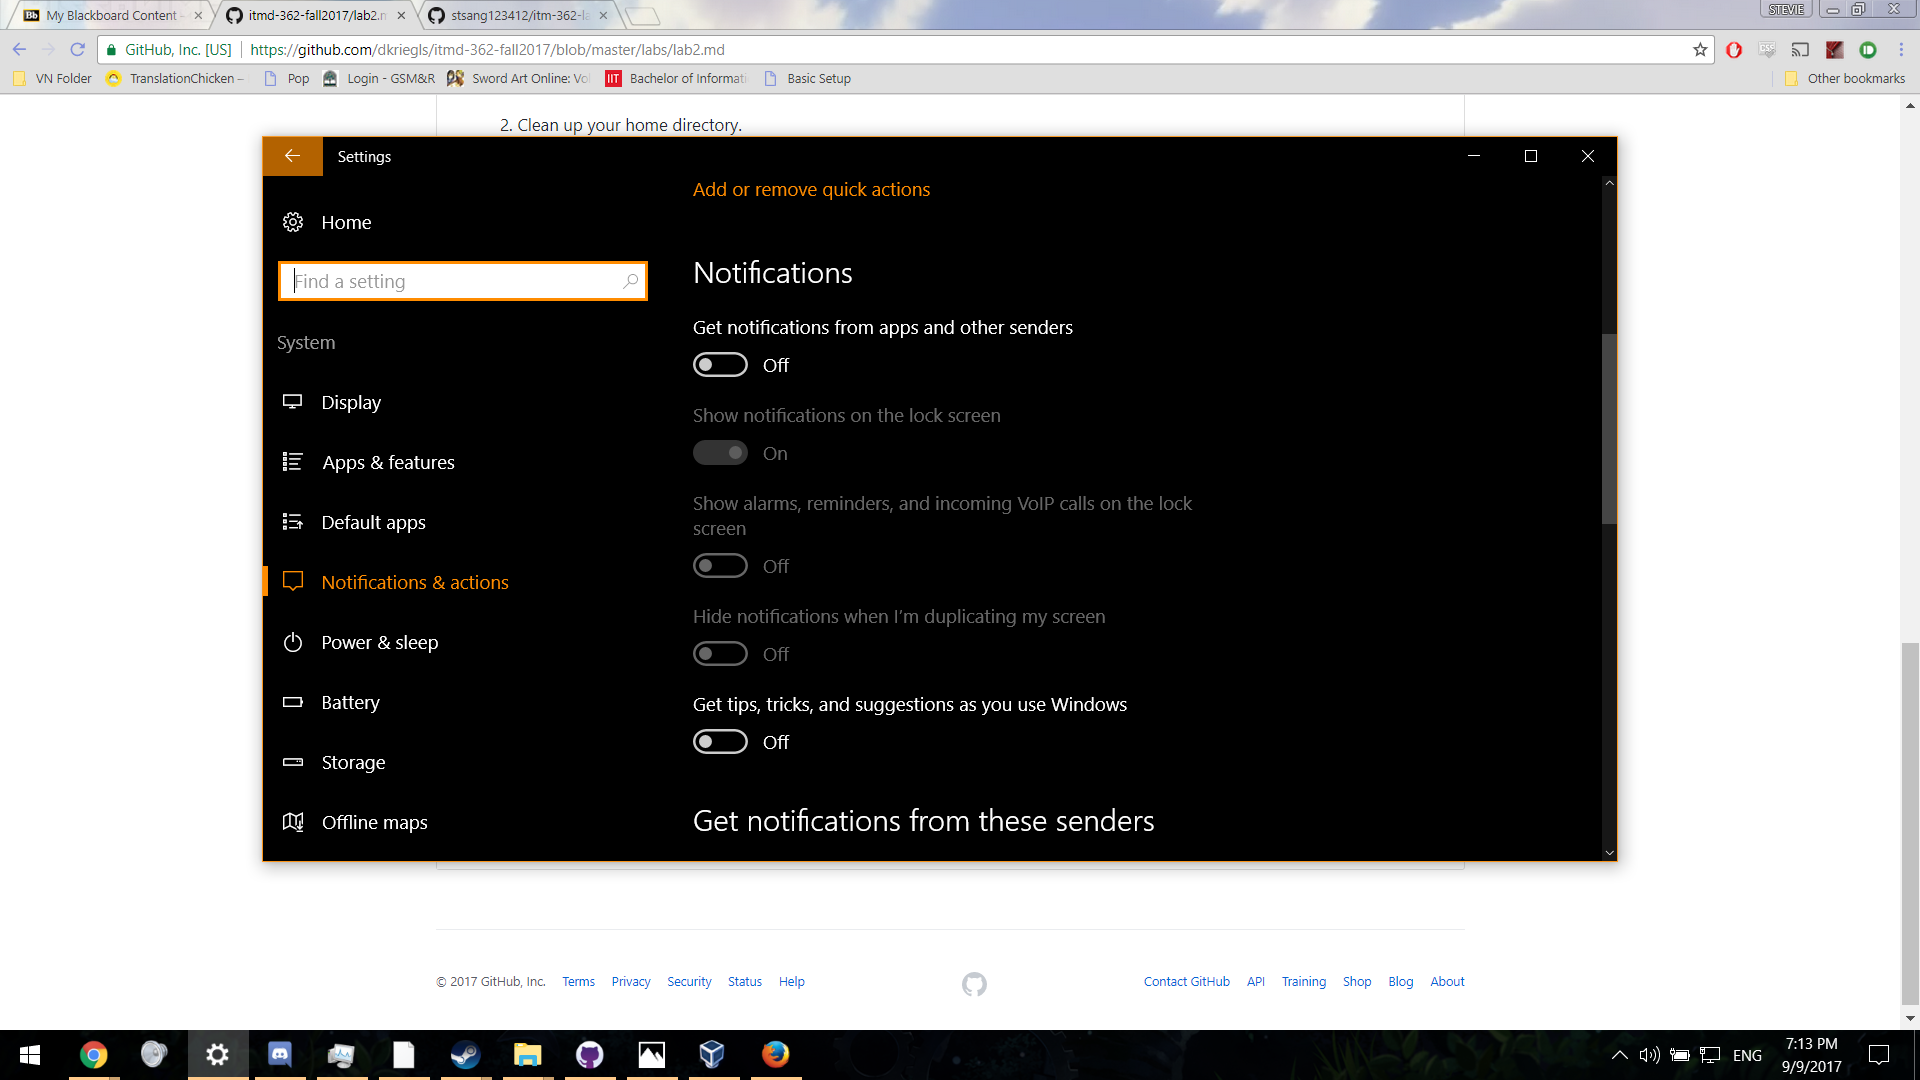 Bb My Blackboard Content -
itmd-362-fall2017/lab2.m
stsang123412/itm-362-la
STEVIE
GitHub, Inc. [US]
https://github.com/dkriegls/itmd-362-fall2017/blob/master/labs/lab2.md
VN Folder
TranslationChicken –
Pop
Login - GSM&R
Sword Art Online: Vo
IIT Bachelor of Informati
Basic Setup
Other bookmarks
2. Clean up your home directory.
Settings
Home
Find a setting
System
Display
Apps & features
Default apps
Notifications & actions
Power & sleep
Battery
Storage
Offline maps
Add or remove quick actions
Notifications
Get notifications from apps and other senders
Off
Show notifications on the lock screen
On
Show alarms, reminders, and incoming VoIP calls on the lock
screen
Off
Hide notifications when I'm duplicating my screen
Off
Get tips, tricks, and suggestions as you use Windows
Off
Get notifications from these senders
© 2017 GitHub, Inc. Terms Privacy Security Status Help
Contact GitHub API Training Shop Blog About
ENG
7:13 PM
9/9/2017